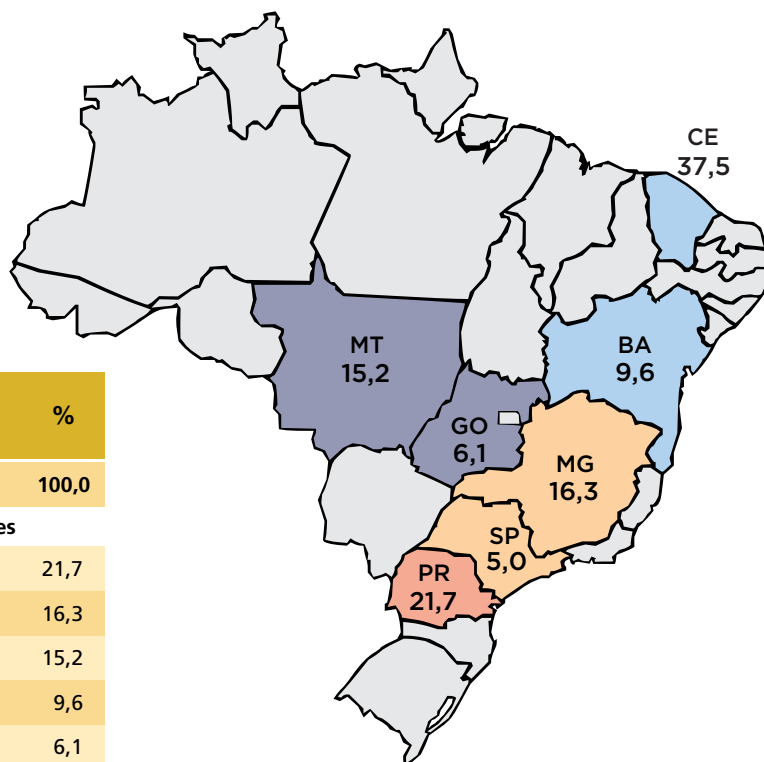 CE
37,5
MT
15,2
BA
9,6
GO
6,1
MG
16,3
SP
5,0
PR
21,7
%
100,0
es
21,7
16,3
15,2
9,6
6,1